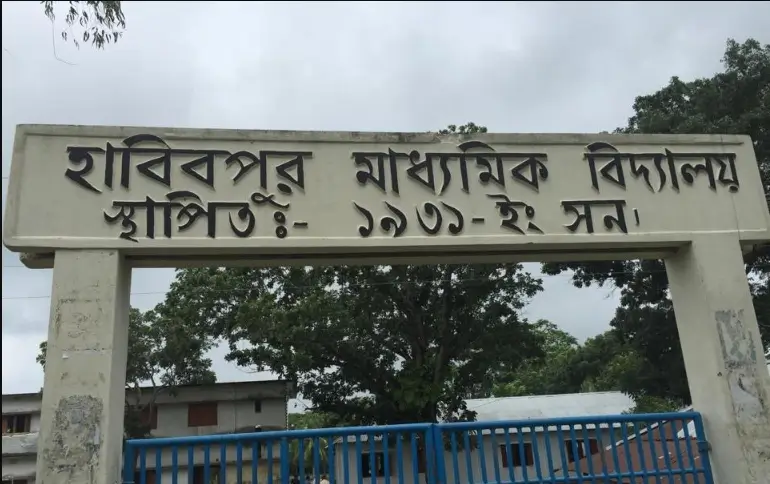 হাবিবপুর মাধ্যমিক বিদ্যালয়
স্থাপিতঃ- ১৯৩১- ইং সন।